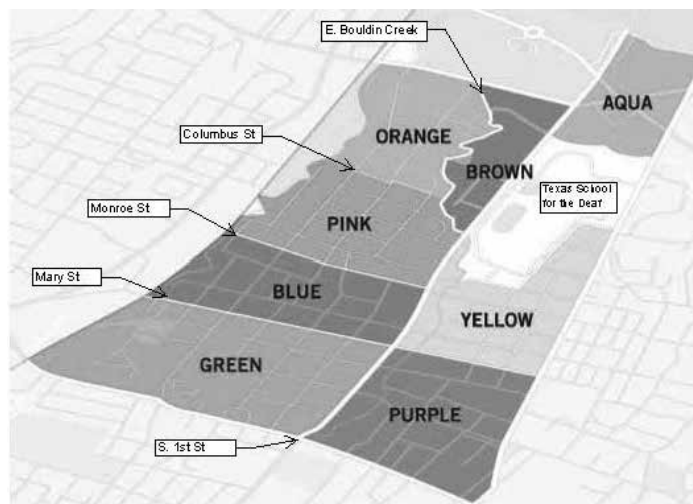 E. Bouldin Creek
AQUA
Columbus St
ORANGE
BROWN
Texas School
for the Deaf
Monroe St
PINK
Mary St
BLUE
YELLOW
GREEN
PURPLE
S. 1st St